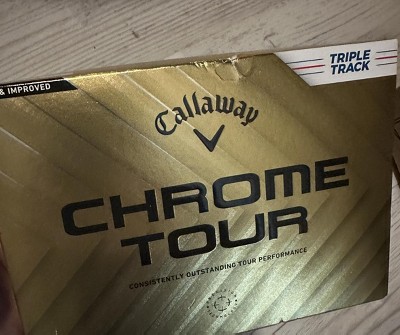 & IMPROVED
TRIPLE
TRACK
Callaway
CHROME
TOUR
CONSISTENTLY OUTSTANDING TOUR PERFORMANCE